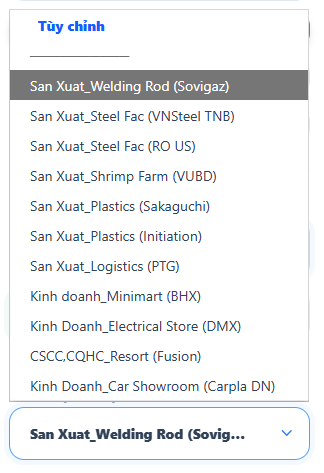 Tùy chỉnh
San Xuat_Welding Rod (Sovigaz)
San Xuat_Steel Fac (VNSteel TNB)
San Xuat_Steel Fac (RO US)
San Xuat_Shrimp Farm (VUBD)
San Xuat_Plastics (Sakaguchi)
San Xuat_Plastics (Initiation)
San Xuat_Logistics (PTG)
Kinh doanh_Minimart (BHX)
Kinh Doanh_Electrical Store (DMX)
CSCC,CQHC_Resort (Fusion)
Kinh Doanh_Car Showroom (Carpla DN)
San Xuat_Welding Rod (Sovig...